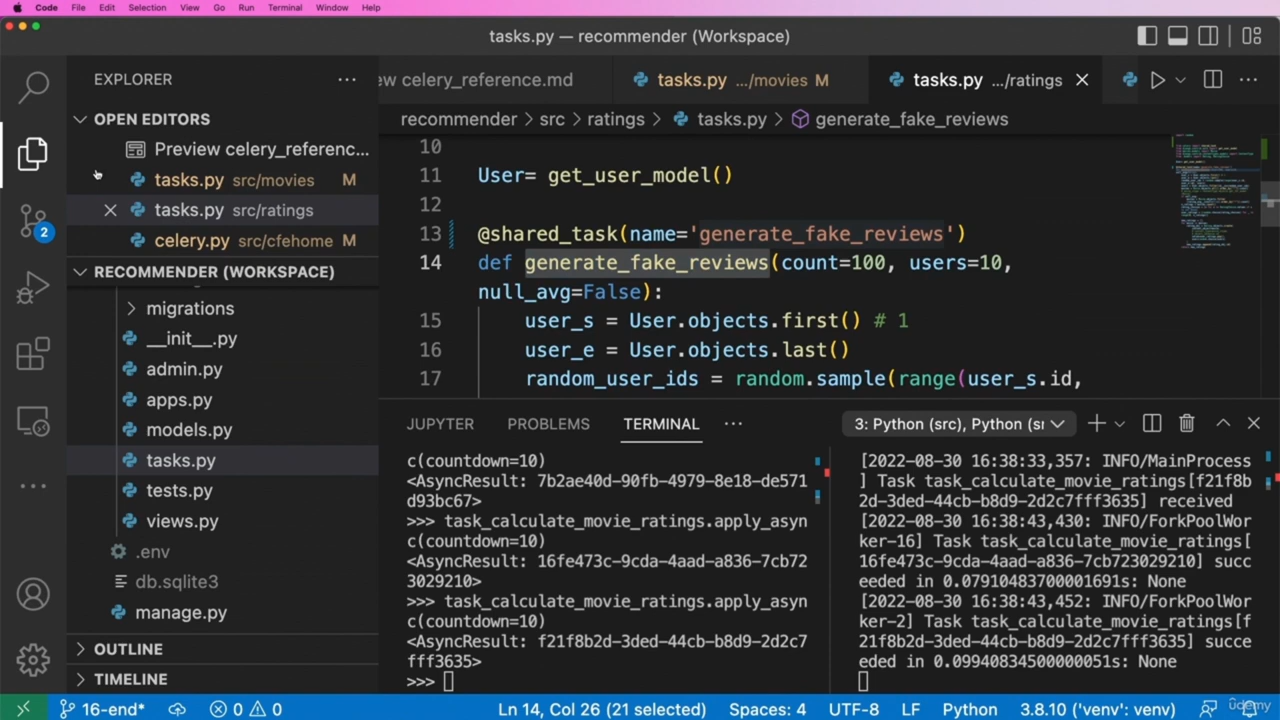 Code File Edit Selection View Go Run Terminal Window Help
tasks.py — recommender (Workspace)
EXPLORER
OPEN EDITORS
Preview celery_referenc...
tasks.py src/movies M
tasks.py src/ratings
celery.py src/cfehome M
RECOMMENDER (WORKSPACE)
migrations
__init__.py
admin.py
apps.py
models.py
tasks.py
tests.py
views.py
.env
db.sqlite3
manage.py
OUTLINE
TIMELINE
2
ew celery_reference.md
tasks.py .../movies M
tasks.py .../ratings
recommender > src > ratings > tasks.py > generate_fake_reviews
10
11 User= get_user_model()
12
13 @shared_task(name='generate_fake_reviews')
14 def generate_fake_reviews(count=100, users=10,
null_avg=False):
15 user_s = User.objects.first() # 1
16 user_e = User.objects.last()
17 random_user_ids = random.sample(range(user_s.id,
JUPYTER PROBLEMS TERMINAL ...
3: Python (src), Python (sr
c(countdown=10)
<AsyncResult: 7b2ae40d-90fb-4979-8e18-de571
d93bc67>
>>> task_calculate_movie_ratings.apply_asyn
c(countdown=10)
<AsyncResult: 16fe473c-9cda-4aad-a836-7cb72
3029210>
>>> task_calculate_movie_ratings.apply_asyn
c(countdown=10)
<AsyncResult: f21f8b2d-3ded-44cb-b8d9-2d2c7
fff3635>
>>>
[2022-08-30 16:38:33,357: INFO/MainProcess
] Task task_calculate_movie_ratings[f21f8b
2d-3ded-44cb-b8d9-2d2c7fff3635] received
[2022-08-30 16:38:43,430: INFO/ForkPoolWor
ker-16] Task task_calculate_movie_ratings[
16fe473c-9cda-4aad-a836-7cb723029210] succ
eeded in 0.07910483700001691s: None
[2022-08-30 16:38:43,452: INFO/ForkPoolWor
ker-2] Task task_calculate_movie_ratings[f
21f8b2d-3ded-44cb-b8d9-2d2c7fff3635] succe
eded in 0.09940834500000051s: None
16-end* 0 0 Ln 14, Col 26 (21 selected) Spaces: 4 UTF-8 LF Python 3.8.10 ('venv': venv)
udemy